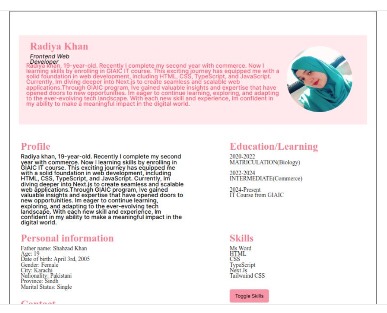 Radiya Khan
Frontend Web
Developer
Radiya khan, 19-year-old. Recently I complete my second year with commerce. Now I
learning skills by enroling in GIAIC IT course. This exciting journey has equipped me with a
solid foundation in web development, including HTML, CSS, TypeScript, and JavaScript.
Currently, Im diving deeper into Next js to create seamless and scalable web
applications.Through GIAIC program, Ive gained valuable insights and expertise that have
opened doors to new opportunities. Im eager to continue learning, exploring, and adapting
to the ever-evolving tech landscape. With each new skill and experience, Im confident in
my ability to make a meaningful impact in the digital world.
Profile
Radiya khan, 19-year-old. Recently I complete my second
year with commerce. Now I learning skills by enroling in
GIAIC IT course. This exciting journey has equipped me
with a solid foundation in web development, including
HTML, CSS, TypeScript, and JavaScript. Currently, Im
diving deeper into Next js to create seamless and scalable
web applications.Through GIAIC program, Ive gained
valuable insights and expertise that have opened doors to
new opportunities. Im eager to continue learning,
exploring, and adapting to the ever-evolving tech
landscape. With each new skill and experience, Im
confident in my ability to make a meaningful impact in the
digital world.
Education/Learning
2020-2022
MATRICULATION(Biology)
2022-2024
INTERMEDIATE(Commerce)
2024-Present
IT Course from GIAIC
Personal information
Father name: Shahzad Khan
Age: 19
Date of birth: April 3rd, 2005
Gender: Female
City: Karachi
Nationality: Pakistani
Province: Sindh
Marital Status: Single
Skills
Ms Word
HTML
CSS
TypeScript
Next Js
Tailwind CSS
Toggle Skills
Contact